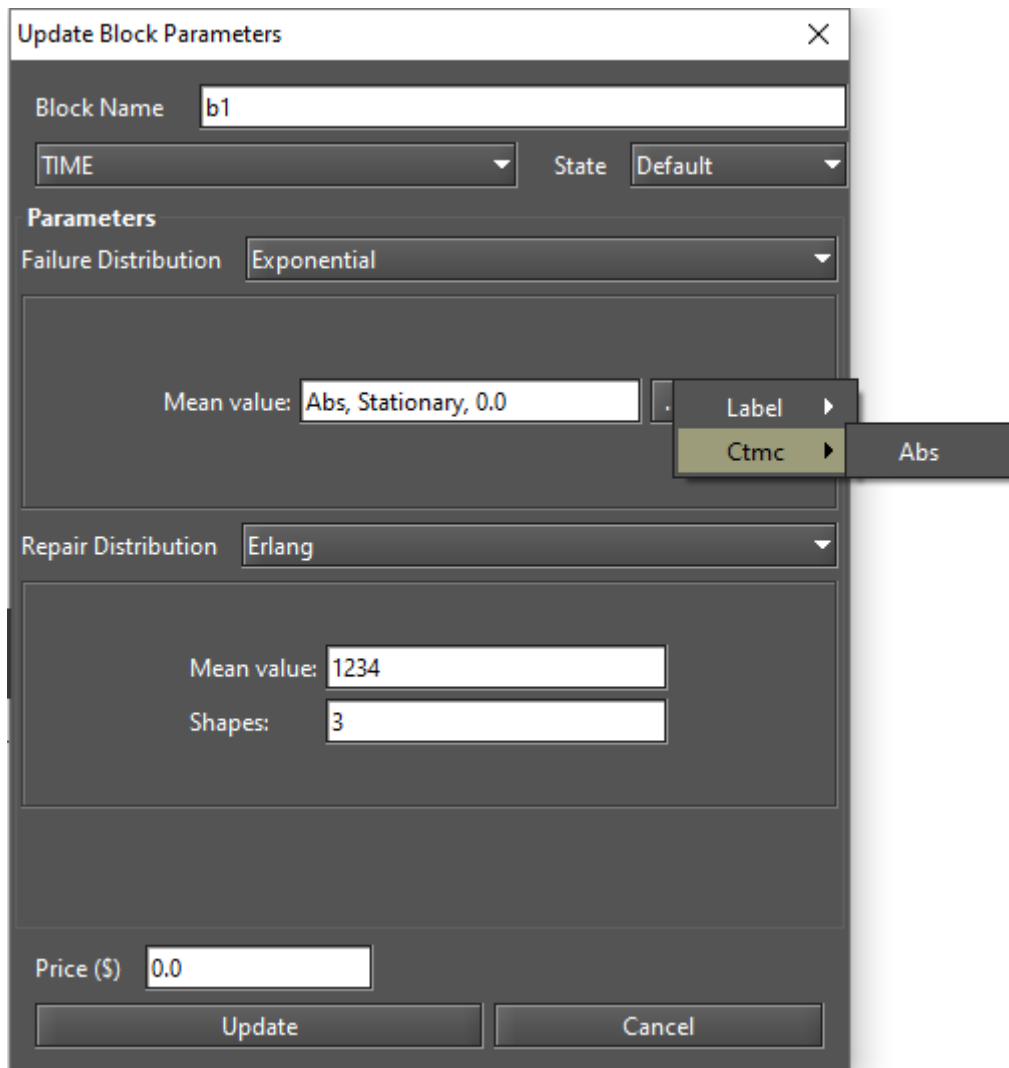 Update Block Parameters
Block Name b1
TIME State Default
Parameters
Failure Distribution Exponential
Mean value: Abs, Stationary, 0.0 .
Label
Ctmc Abs
Repair Distribution Erlang
Mean value: 1234
Shapes: 3
Price ($) 0.0
Update Cancel